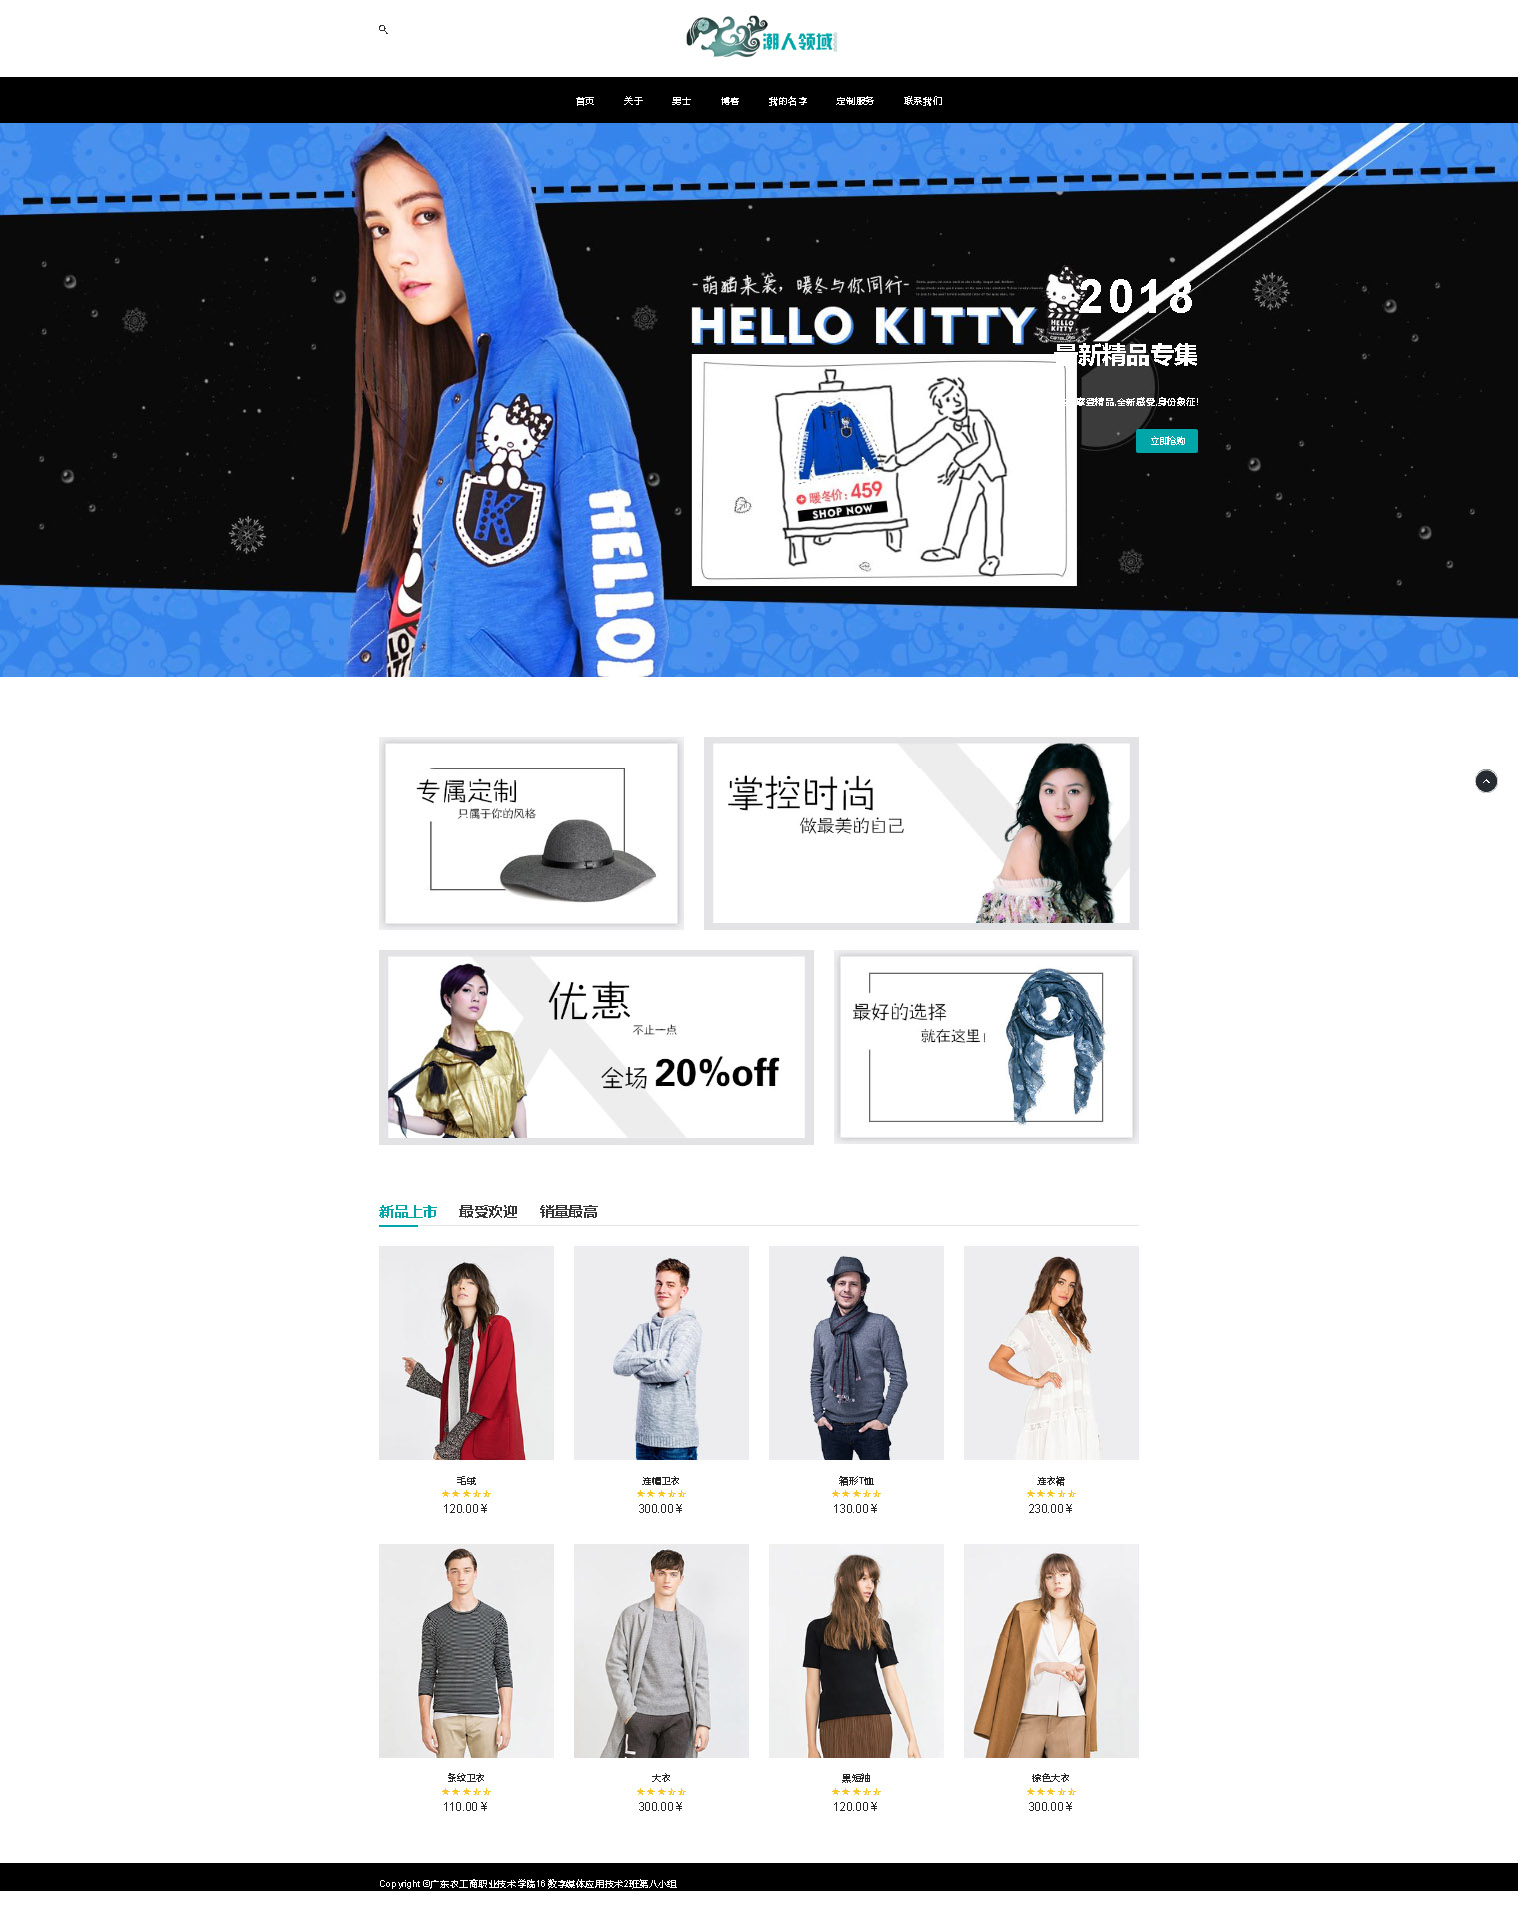 潮人领域
首页 关于 男士 博客 我的名字 定制服务 联系我们
-萌猫来袭，暖冬与你同行-
HELLO KITTY
HELLO
KITTY
2018
最新精品专集
摩登精品,全新感受,身份象征!
立即抢购
暖冬价: 459
SHOP NOW
K
HELLO
专属定制
只属于你的风格
掌控时尚
做最美的自己
优惠
不止一点
全场 20%off
最好的选择
就在这里
新品上市 最受欢迎 销量最高
毛绒 连帽卫衣 箱形T恤 连衣裙
120.00¥ 300.00¥ 130.00¥ 230.00¥
条纹卫衣 大衣 黑短袖 棕色大衣
110.00¥ 300.00¥ 120.00¥ 300.00¥
Copyright ©广东农工商职业技术学院16数字媒体应用技术2班第八小组